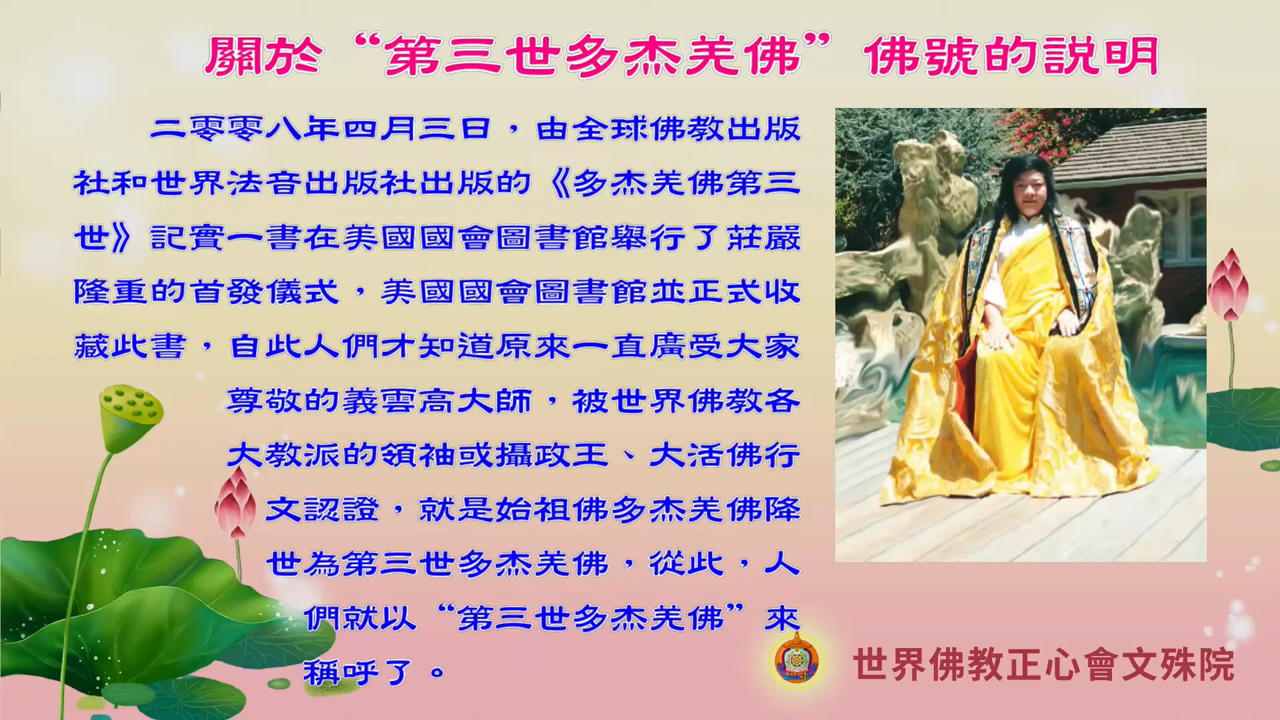 關於“第三世多杰羌佛”佛號的説明
二零零八年四月三日，由全球佛教出版
社和世界法音出版社出版的《多杰羌佛第三
世》記實一書在美國國會圖書館舉行了莊嚴
隆重的首發儀式，美國國會圖書館並正式收
藏此書，自此人們才知道原來一直廣受大家
尊敬的義雲高大師，被世界佛教各
大教派的領袖或攝政王、大活佛行
文認證，就是始祖佛多杰羌佛降
世為第三世多杰羌佛，從此，人
們就以“第三世多杰羌佛”來
稱呼了。
世界佛教正心會文殊院